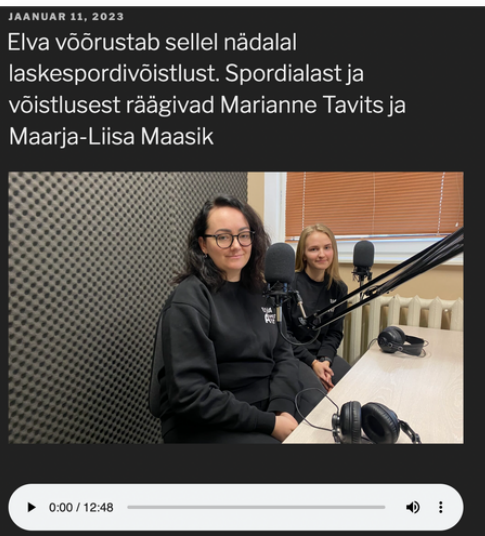 JAANUAR 11, 2023
Elva võõrustab sellel nädalal
laskespordivõistlust. Spordialast ja
võistlusest räägivad Marianne Tavits ja
Maarja-Liisa Maasik
0:00 / 12:48